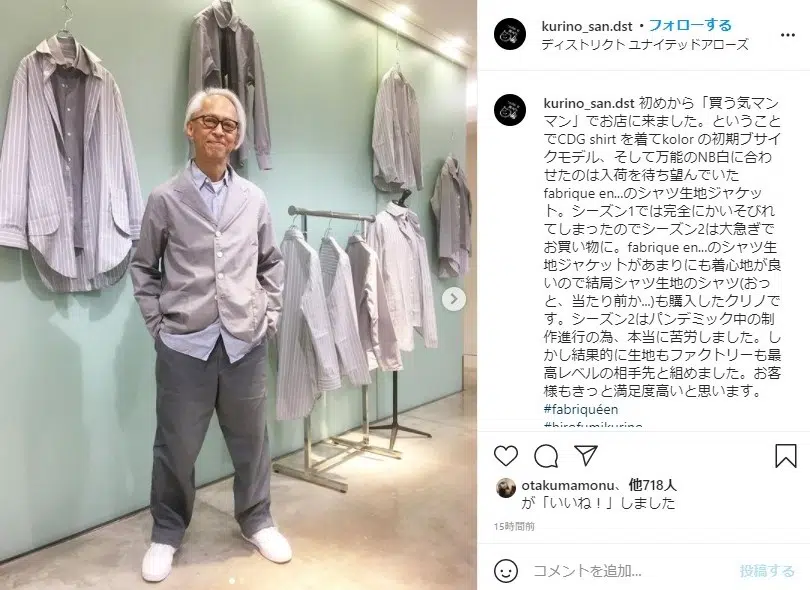 kurino_san.dst • フォローする
ディストリクト ユナイテッドアローズ
kurino_san.dst 初めから「買う気マン
マン」でお店に来ました。ということ
でCDG shirt を着てkolor の初期ブサイ
クモデル、そして万能のNB白に合わ
せたのは入荷を待ち望んでいた
fabrique en...のシャツ生地ジャケッ
ト。シーズン1では完全にかいそびれ
てしまったのでシーズン2は大急ぎで
お買い物に。fabrique en...のシャツ生
地ジャケットがあまりにも着心地が良
いので結局シャツ生地のシャツ(おっ
と、当たり前か...)も購入したクリノで
す。シーズン2はパンデミック中の制
作進行の為、本当に苦労しました。し
かし結果的に生地もファクトリーも最
高レベルの相手先と組めました。お客
様もきっと満足度高いと思います。
#fabriquéen
#hirofumikurino
otakumamonu、他718人
が「いいね！」しました
15時間前
コメントを追加...
投稿する